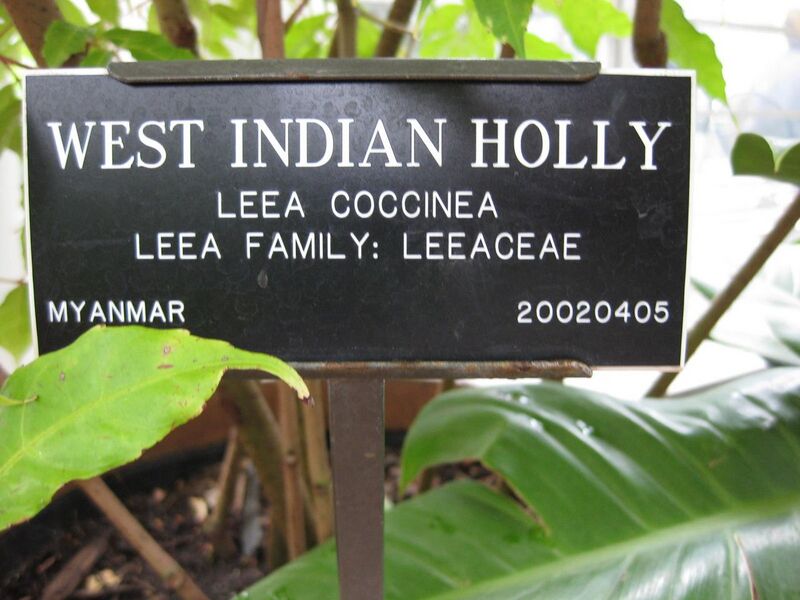 WEST INDIAN HOLLY
LEEA COCCINEA
LEEA FAMILY: LEEACEAE
MYANMAR 20020405